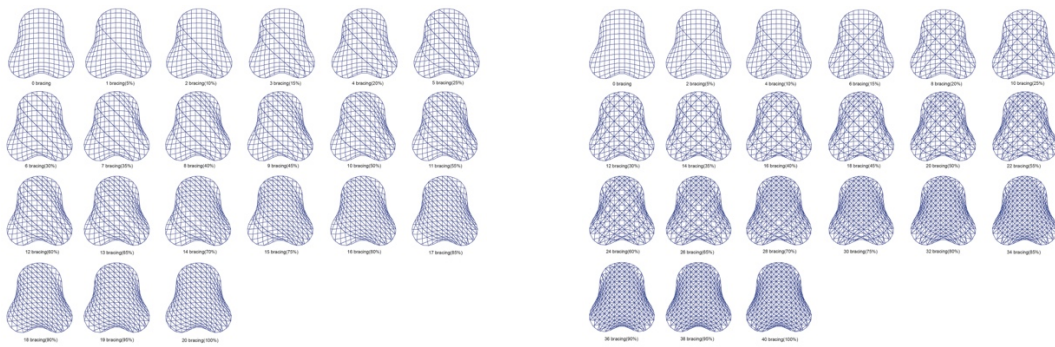 0 bracing
1 bracing(5%)
2 bracing(10%)
3 bracing(15%)
4 bracing(20%)
5 bracing(25%)
6 bracing(30%)
7 bracing(35%)
8 bracing(40%)
9 bracing(45%)
10 bracing(50%)
11 bracing(50%)
12 bracing(60%)
13 bracing(65%)
14 bracing(70%)
15 bracing(75%)
16 bracing(80%)
17 bracing(85%)
18 bracing(90%)
19 bracing(95%)
20 bracing(100%)
0 bracing
2 bracing(5%)
4 bracing(10%)
6 bracing(15%)
8 bracing(20%)
10 bracing(25%)
12 bracing(30%)
14 bracing(35%)
16 bracing(40%)
18 bracing(45%)
20 bracing(50%)
22 bracing(55%)
24 bracing(60%)
26 bracing(65%)
28 bracing(70%)
30 bracing(75%)
32 bracing(80%)
34 bracing(85%)
36 bracing(90%)
38 bracing(95%)
40 bracing(100%)